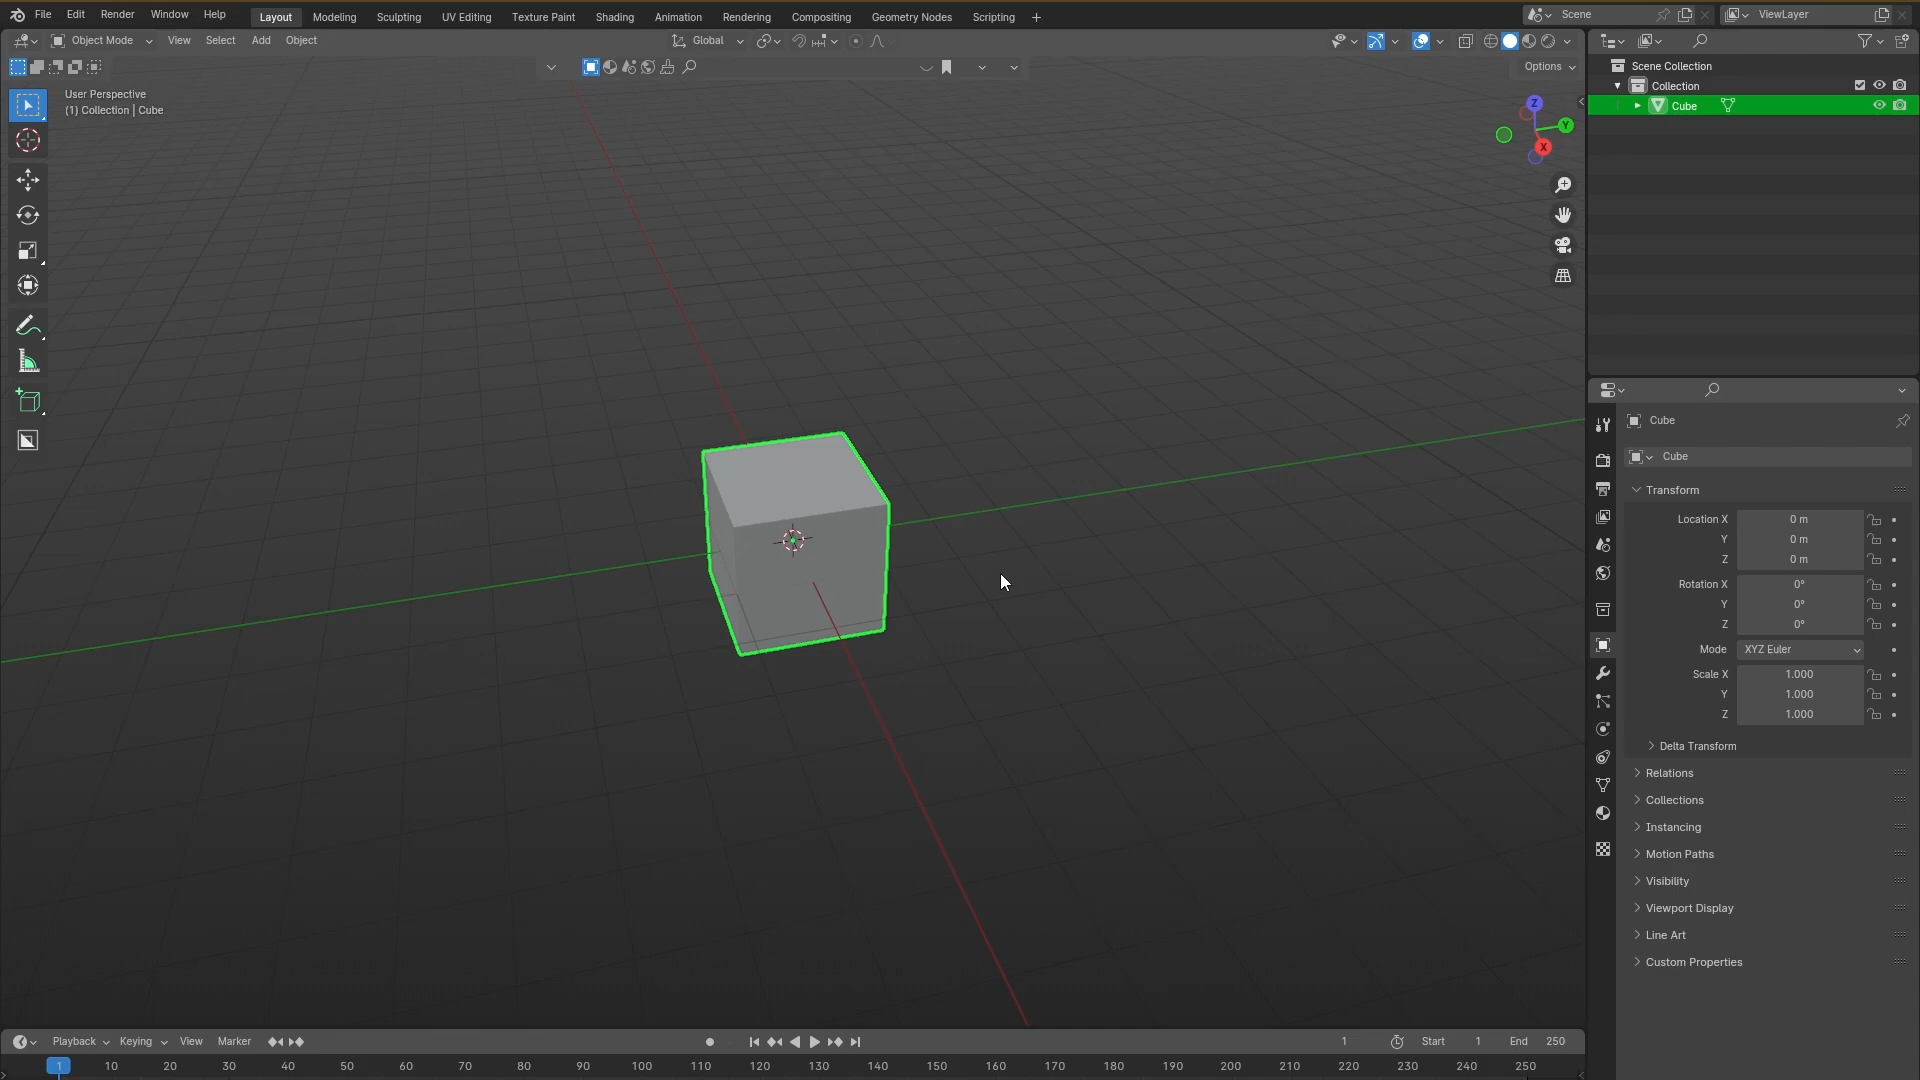 File Edit Render Window Help Layout Modeling Sculpting UV Editing Texture Paint Shading Animation Rendering Compositing Geometry Nodes Scripting + Scene ViewLayer
Object Mode View Select Add Object Global
Options
User Perspective
(1) Collection | Cube
Z
Y
X
Scene Collection
Collection
Cube
Cube
Cube
Transform
Location X 0 m
Y 0 m
Z 0 m
Rotation X 0°
Y 0°
Z 0°
Mode XYZ Euler
Scale X 1.000
Y 1.000
Z 1.000
Delta Transform
Relations
Collections
Instancing
Motion Paths
Visibility
Viewport Display
Line Art
Custom Properties
Playback Keying View Marker 1 Start 1 End 250
1 10 20 30 40 50 60 70 80 90 100 110 120 130 140 150 160 170 180 190 200 210 220 230 240 250